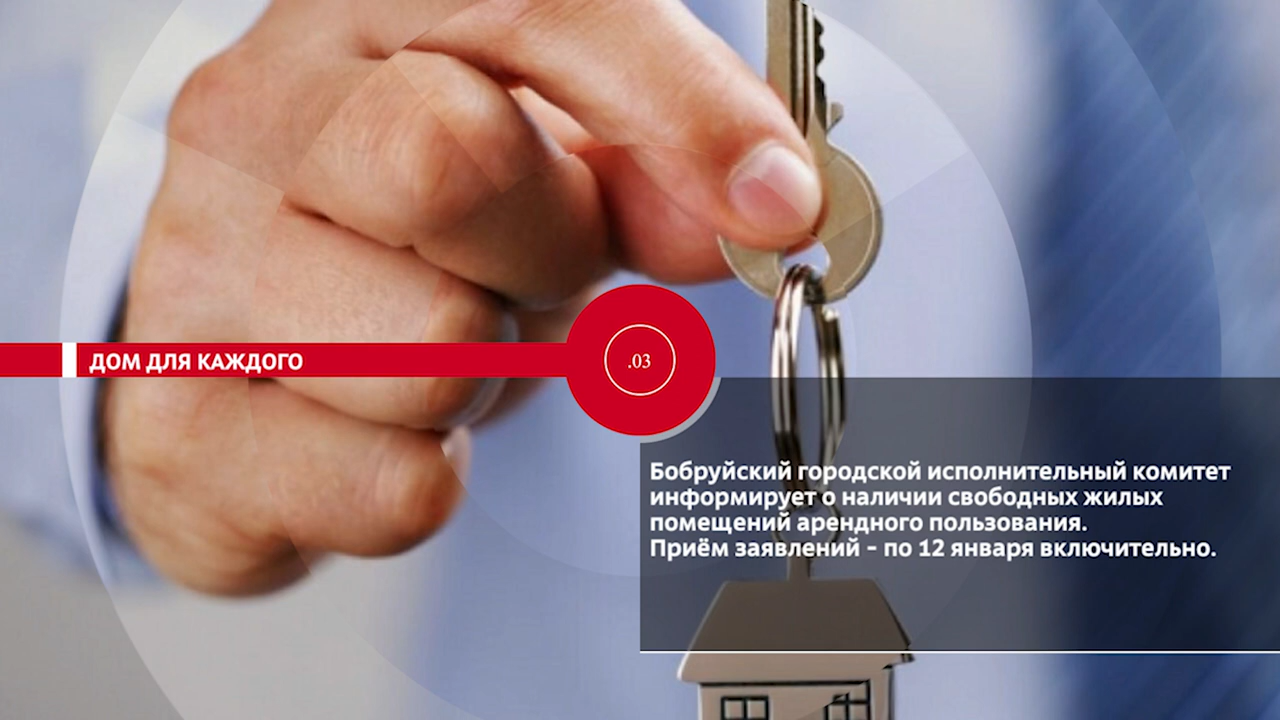 ДОМ ДЛЯ КАЖДОГО
.03
Бобруйский городской исполнительный комитет
информирует о наличии свободных жилых
помещений арендного пользования.
Приём заявлений - по 12 января включительно.